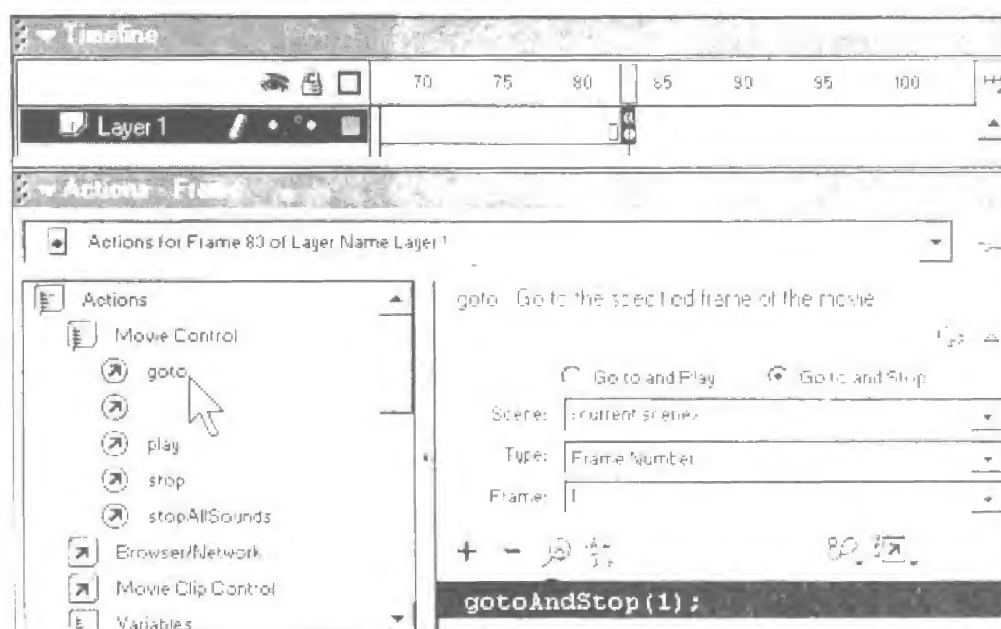 Timeline
70 75 80 85 90 95 100
Layer 1
Actions - Frame
Actions for Frame 83 of Layer Name Layer 1
Actions
Movie Control
goto
play
stop
stopAllSounds
Browser/Network
Movie Clip Control
Variables
goto : Go to the specified frame of the movie
Go to and Play Go to and Stop
Scene: <current scene>
Type: Frame Number
Frame: 1
gotoAndStop(1);